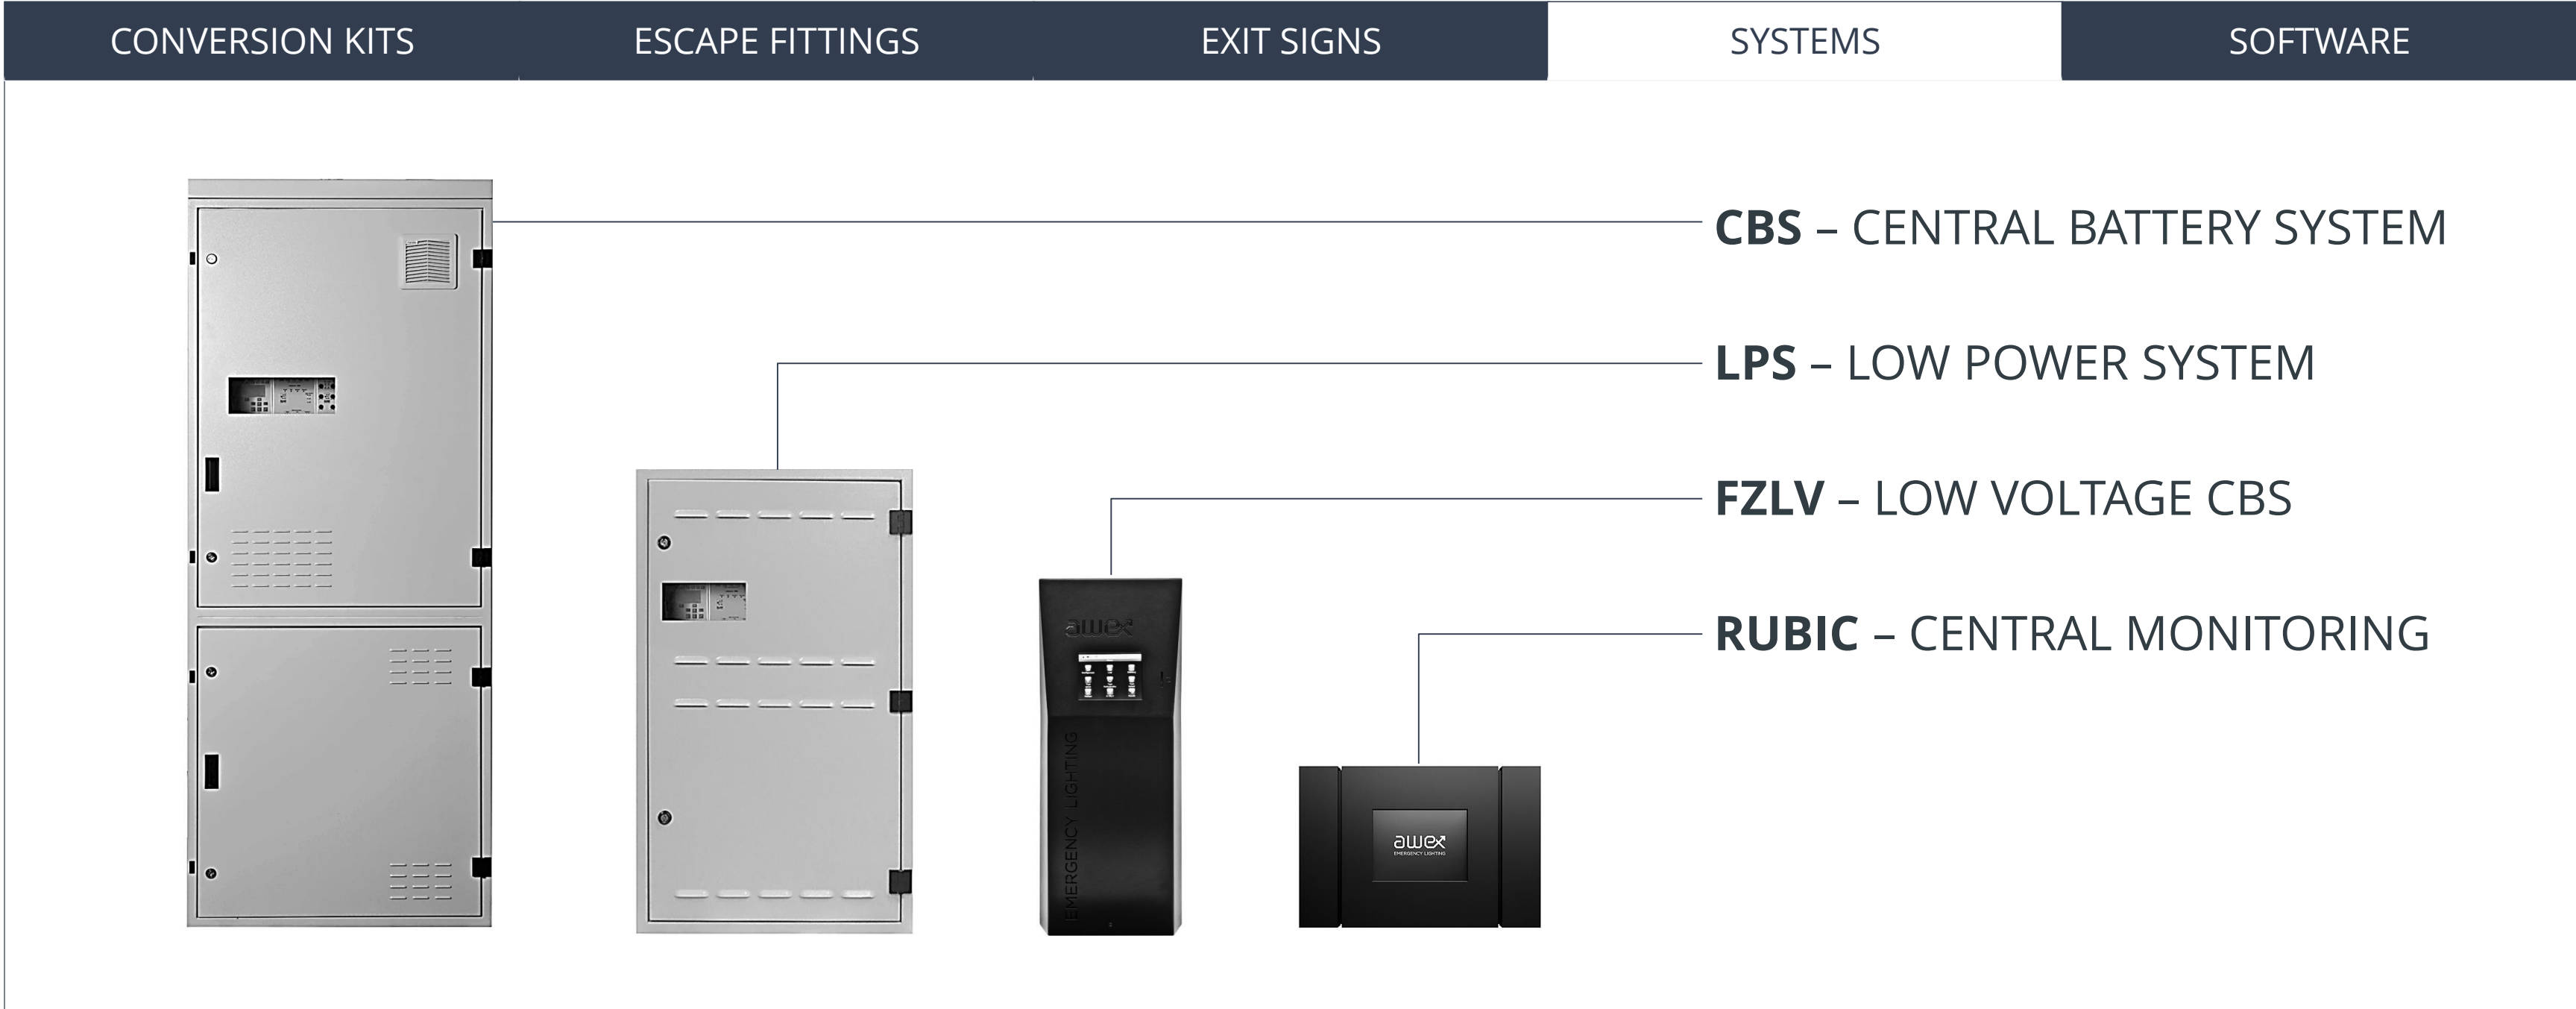 CONVERSION KITS
ESCAPE FITTINGS
EXIT SIGNS
SYSTEMS
SOFTWARE
CBS – CENTRAL BATTERY SYSTEM
LPS – LOW POWER SYSTEM
FZLV – LOW VOLTAGE CBS
RUBIC – CENTRAL MONITORING
awex
EMERGENCY LIGHTING
awex
EMERGENCY LIGHTING